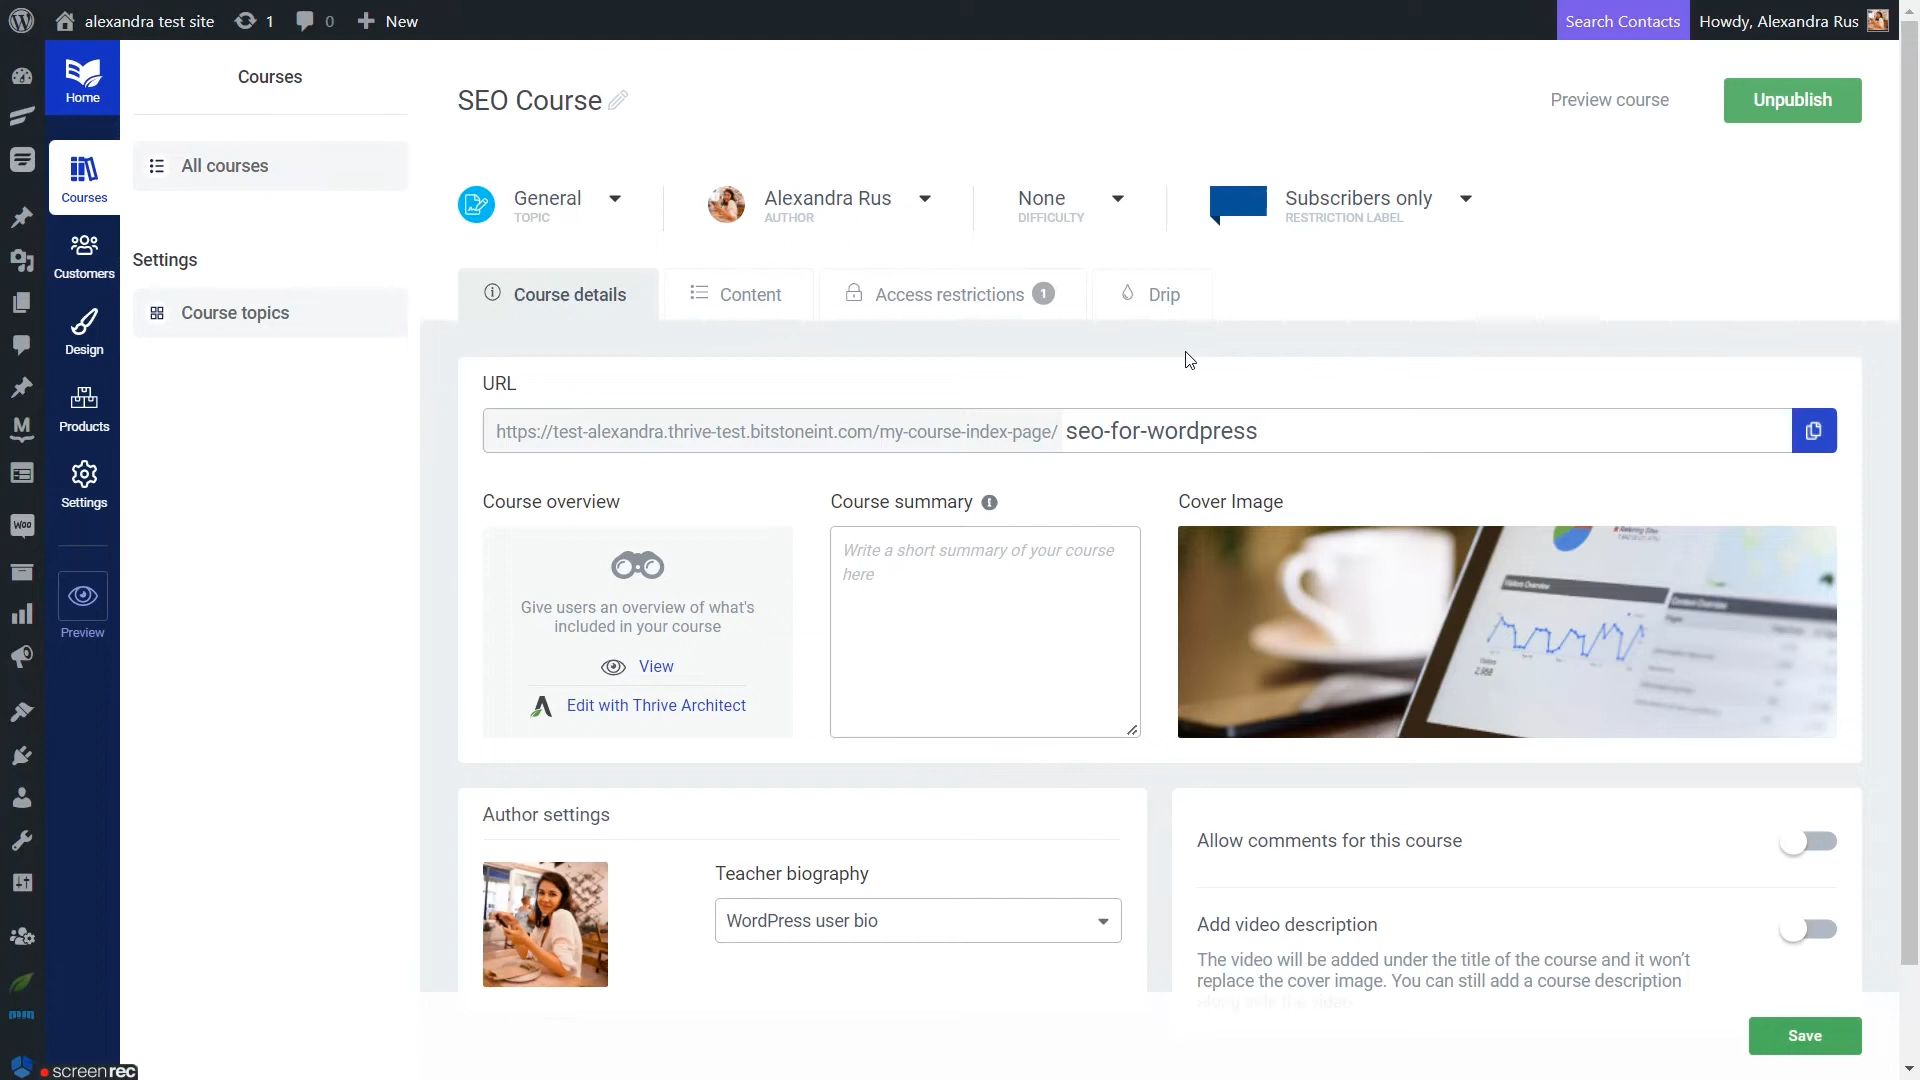 alexandra test site
1
0
New
Search Contacts
Howdy, Alexandra Rus
Home
Courses
Customers
Design
Products
Settings
Preview
Courses
All courses
Settings
Course topics
SEO Course
Preview course
Unpublish
General
TOPIC
Alexandra Rus
AUTHOR
None
DIFFICULTY
Subscribers only
RESTRICTION LABEL
Course details
Content
Access restrictions 1
Drip
URL
https://test-alexandra.thrive-test.bitstoneint.com/my-course-index-page/ seo-for-wordpress
Course overview
Give users an overview of what's
included in your course
View
Edit with Thrive Architect
Course summary
Write a short summary of your course
here
Cover Image
Author settings
Teacher biography
WordPress user bio
Allow comments for this course
Add video description
The video will be added under the title of the course and it won't
replace the cover image. You can still add a course description
along side the video
Save
Woo
screenrec